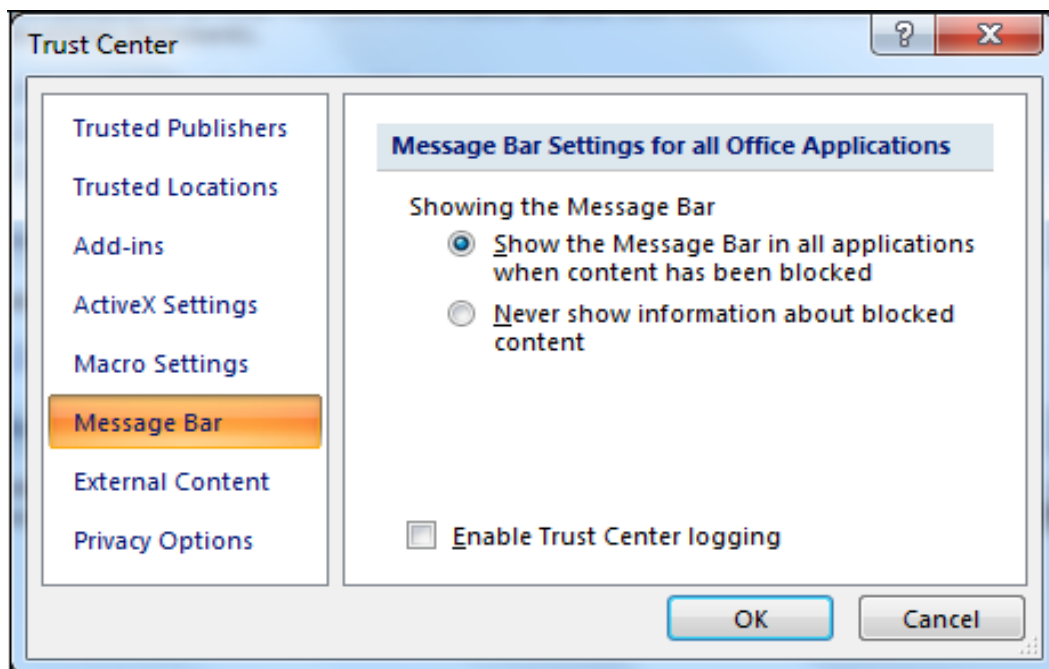 Trust Center
Trusted Publishers
Trusted Locations
Add-ins
ActiveX Settings
Macro Settings
Message Bar
External Content
Privacy Options
Message Bar Settings for all Office Applications
Showing the Message Bar
Show the Message Bar in all applications
when content has been blocked
Never show information about blocked
content
Enable Trust Center logging
OK
Cancel